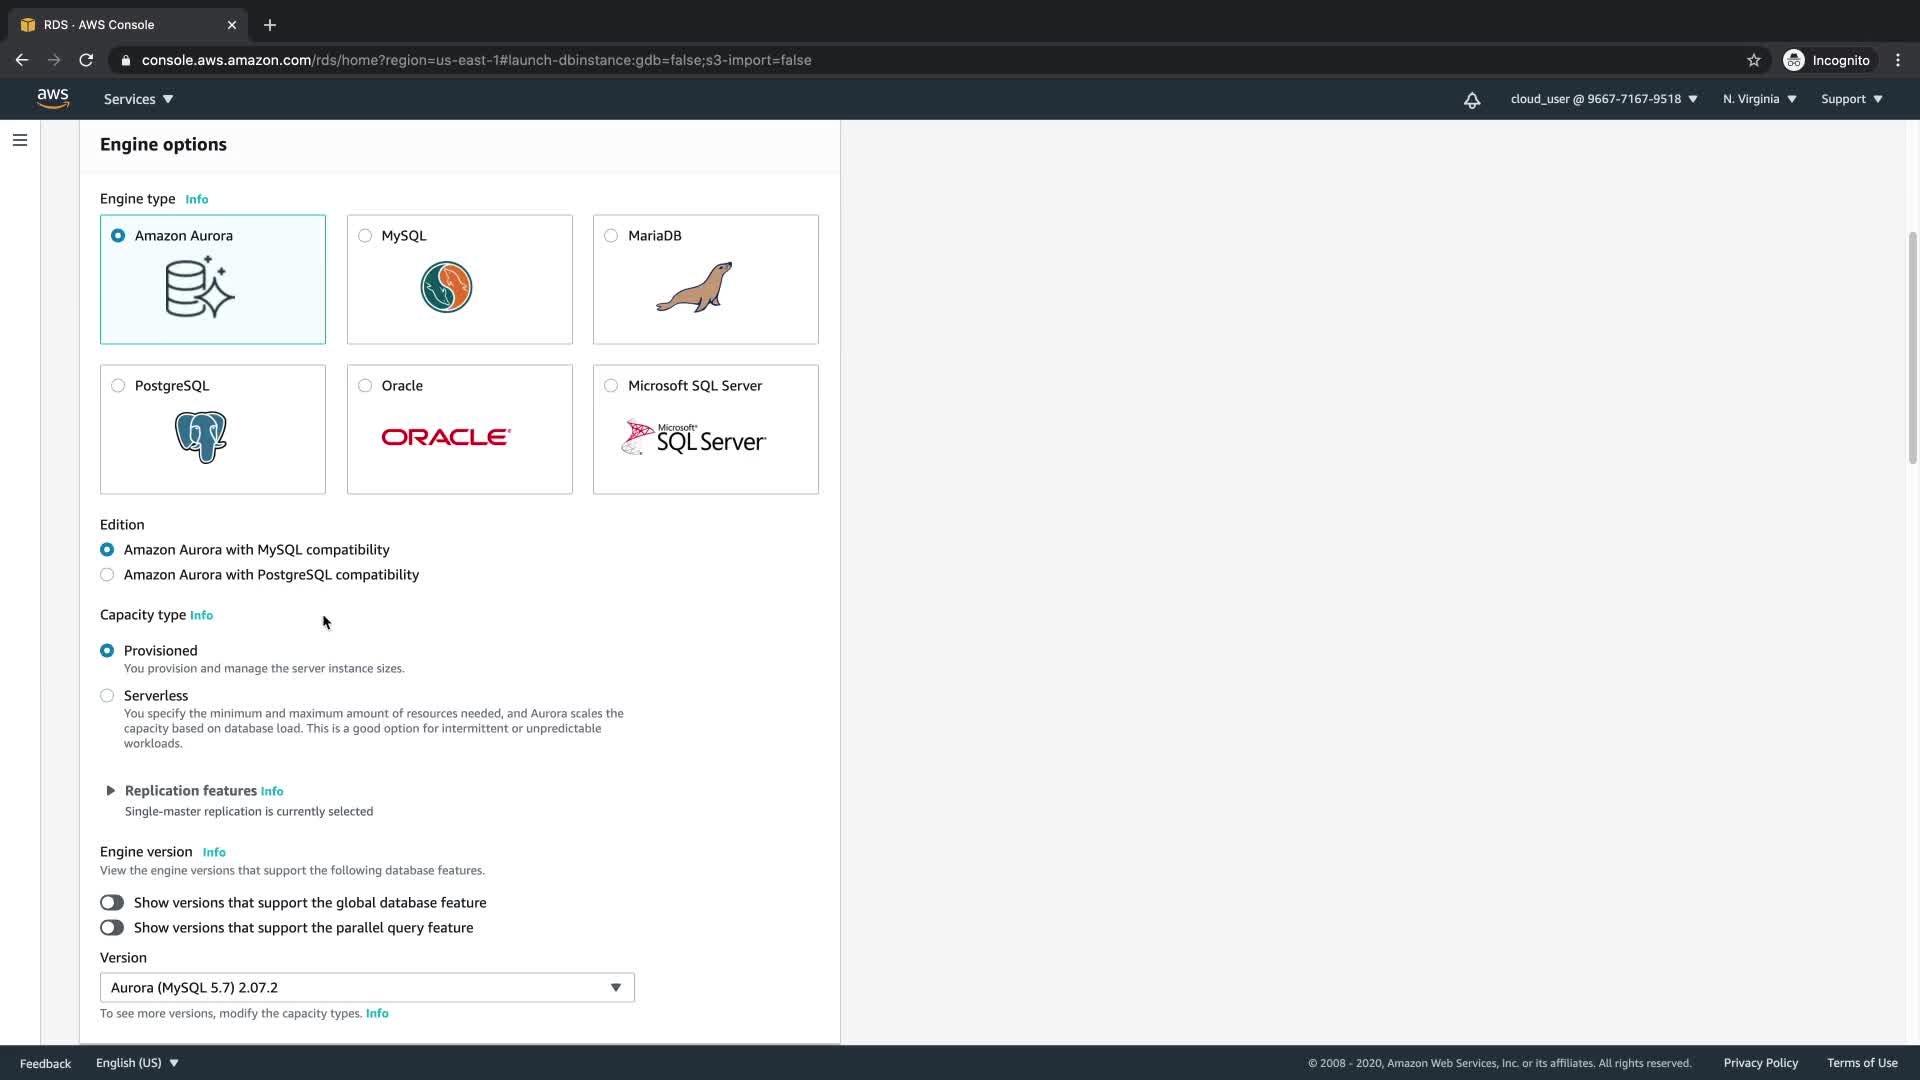 RDS · AWS Console
console.aws.amazon.com/rds/home?region=us-east-1#launch-dbinstance:gdb=false;s3-import=false
Incognito
aws
Services
cloud_user @ 9667-7167-9518
N. Virginia
Support
Engine options
Engine type Info
Amazon Aurora
MySQL
MariaDB
PostgreSQL
Oracle
ORACLE®
Microsoft SQL Server
Microsoft®
SQL Server®
Edition
Amazon Aurora with MySQL compatibility
Amazon Aurora with PostgreSQL compatibility
Capacity type Info
Provisioned
You provision and manage the server instance sizes.
Serverless
You specify the minimum and maximum amount of resources needed, and Aurora scales the
capacity based on database load. This is a good option for intermittent or unpredictable
workloads.
Replication features Info
Single-master replication is currently selected
Engine version Info
View the engine versions that support the following database features.
Show versions that support the global database feature
Show versions that support the parallel query feature
Version
Aurora (MySQL 5.7) 2.07.2
To see more versions, modify the capacity types. Info
Feedback
English (US)
© 2008 - 2020, Amazon Web Services, Inc. or its affiliates. All rights reserved.
Privacy Policy
Terms of Use